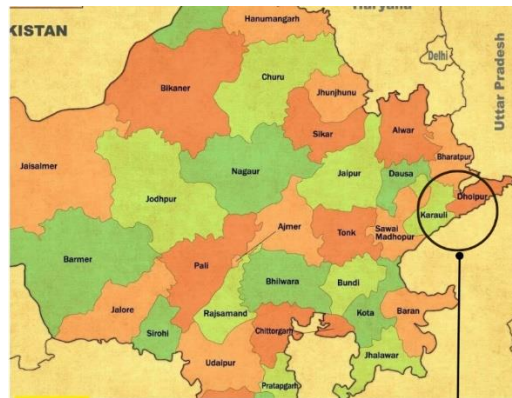 Haryana
Hanumangarh
KISTAN
Delhi
Uttar Pradesh
Churu
Bikaner
Jhunjhunu
Sikar
Alwar
Bharatpur
Jaisalmer
Nagaur
Jaipur
Dausa
Dholpur
Jodhpur
Karauli
Ajmer
Tonk
Sawai
Madhopur
Barmer
Pali
Bhilwara
Bundi
Jalore
Rajsamand
Kota
Baran
Sirohi
Chittorgarh
Udaipur
Jhalawar
Pratapgarh